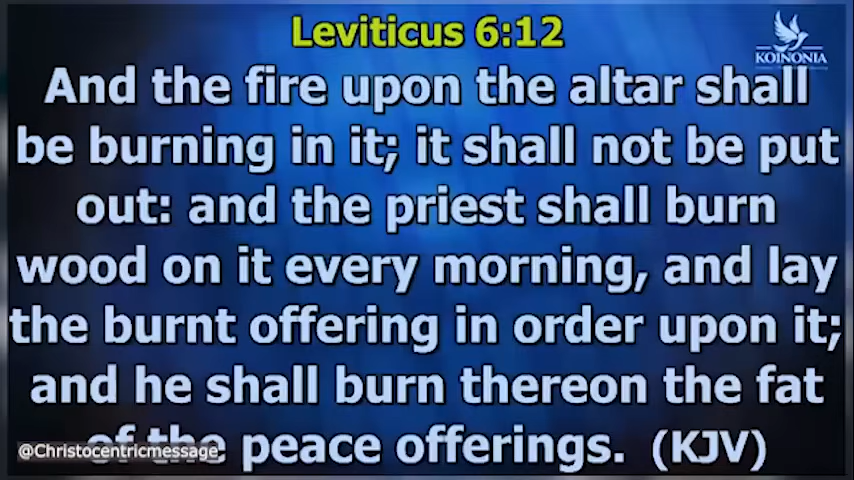 Leviticus 6:12
KOINONIA
And the fire upon the altar shall
be burning in it; it shall not be put
out: and the priest shall burn
wood on it every morning, and lay
the burnt offering in order upon it;
and he shall burn thereon the fat
of the peace offerings. (KJV)
@Christocentricmessage